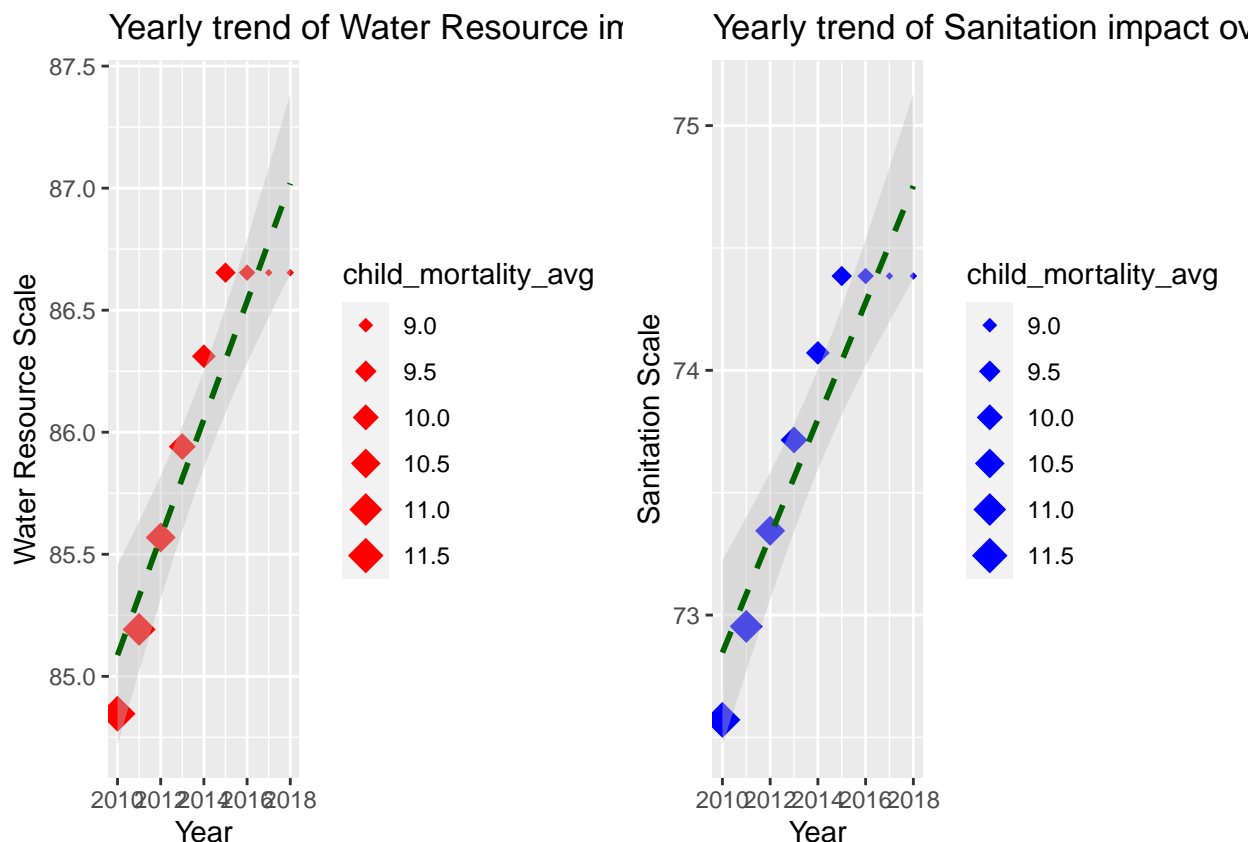 Yearly trend of Water Resource im
87.5
87.0
86.5
86.0
85.5
85.0
Water Resource Scale
2010 2012 2014 2016 2018
Year
child_mortality_avg
9.0
9.5
10.0
10.5
11.0
11.5
Yearly trend of Sanitation impact ov
75
74
73
Sanitation Scale
2010 2012 2014 2016 2018
Year
child_mortality_avg
9.0
9.5
10.0
10.5
11.0
11.5